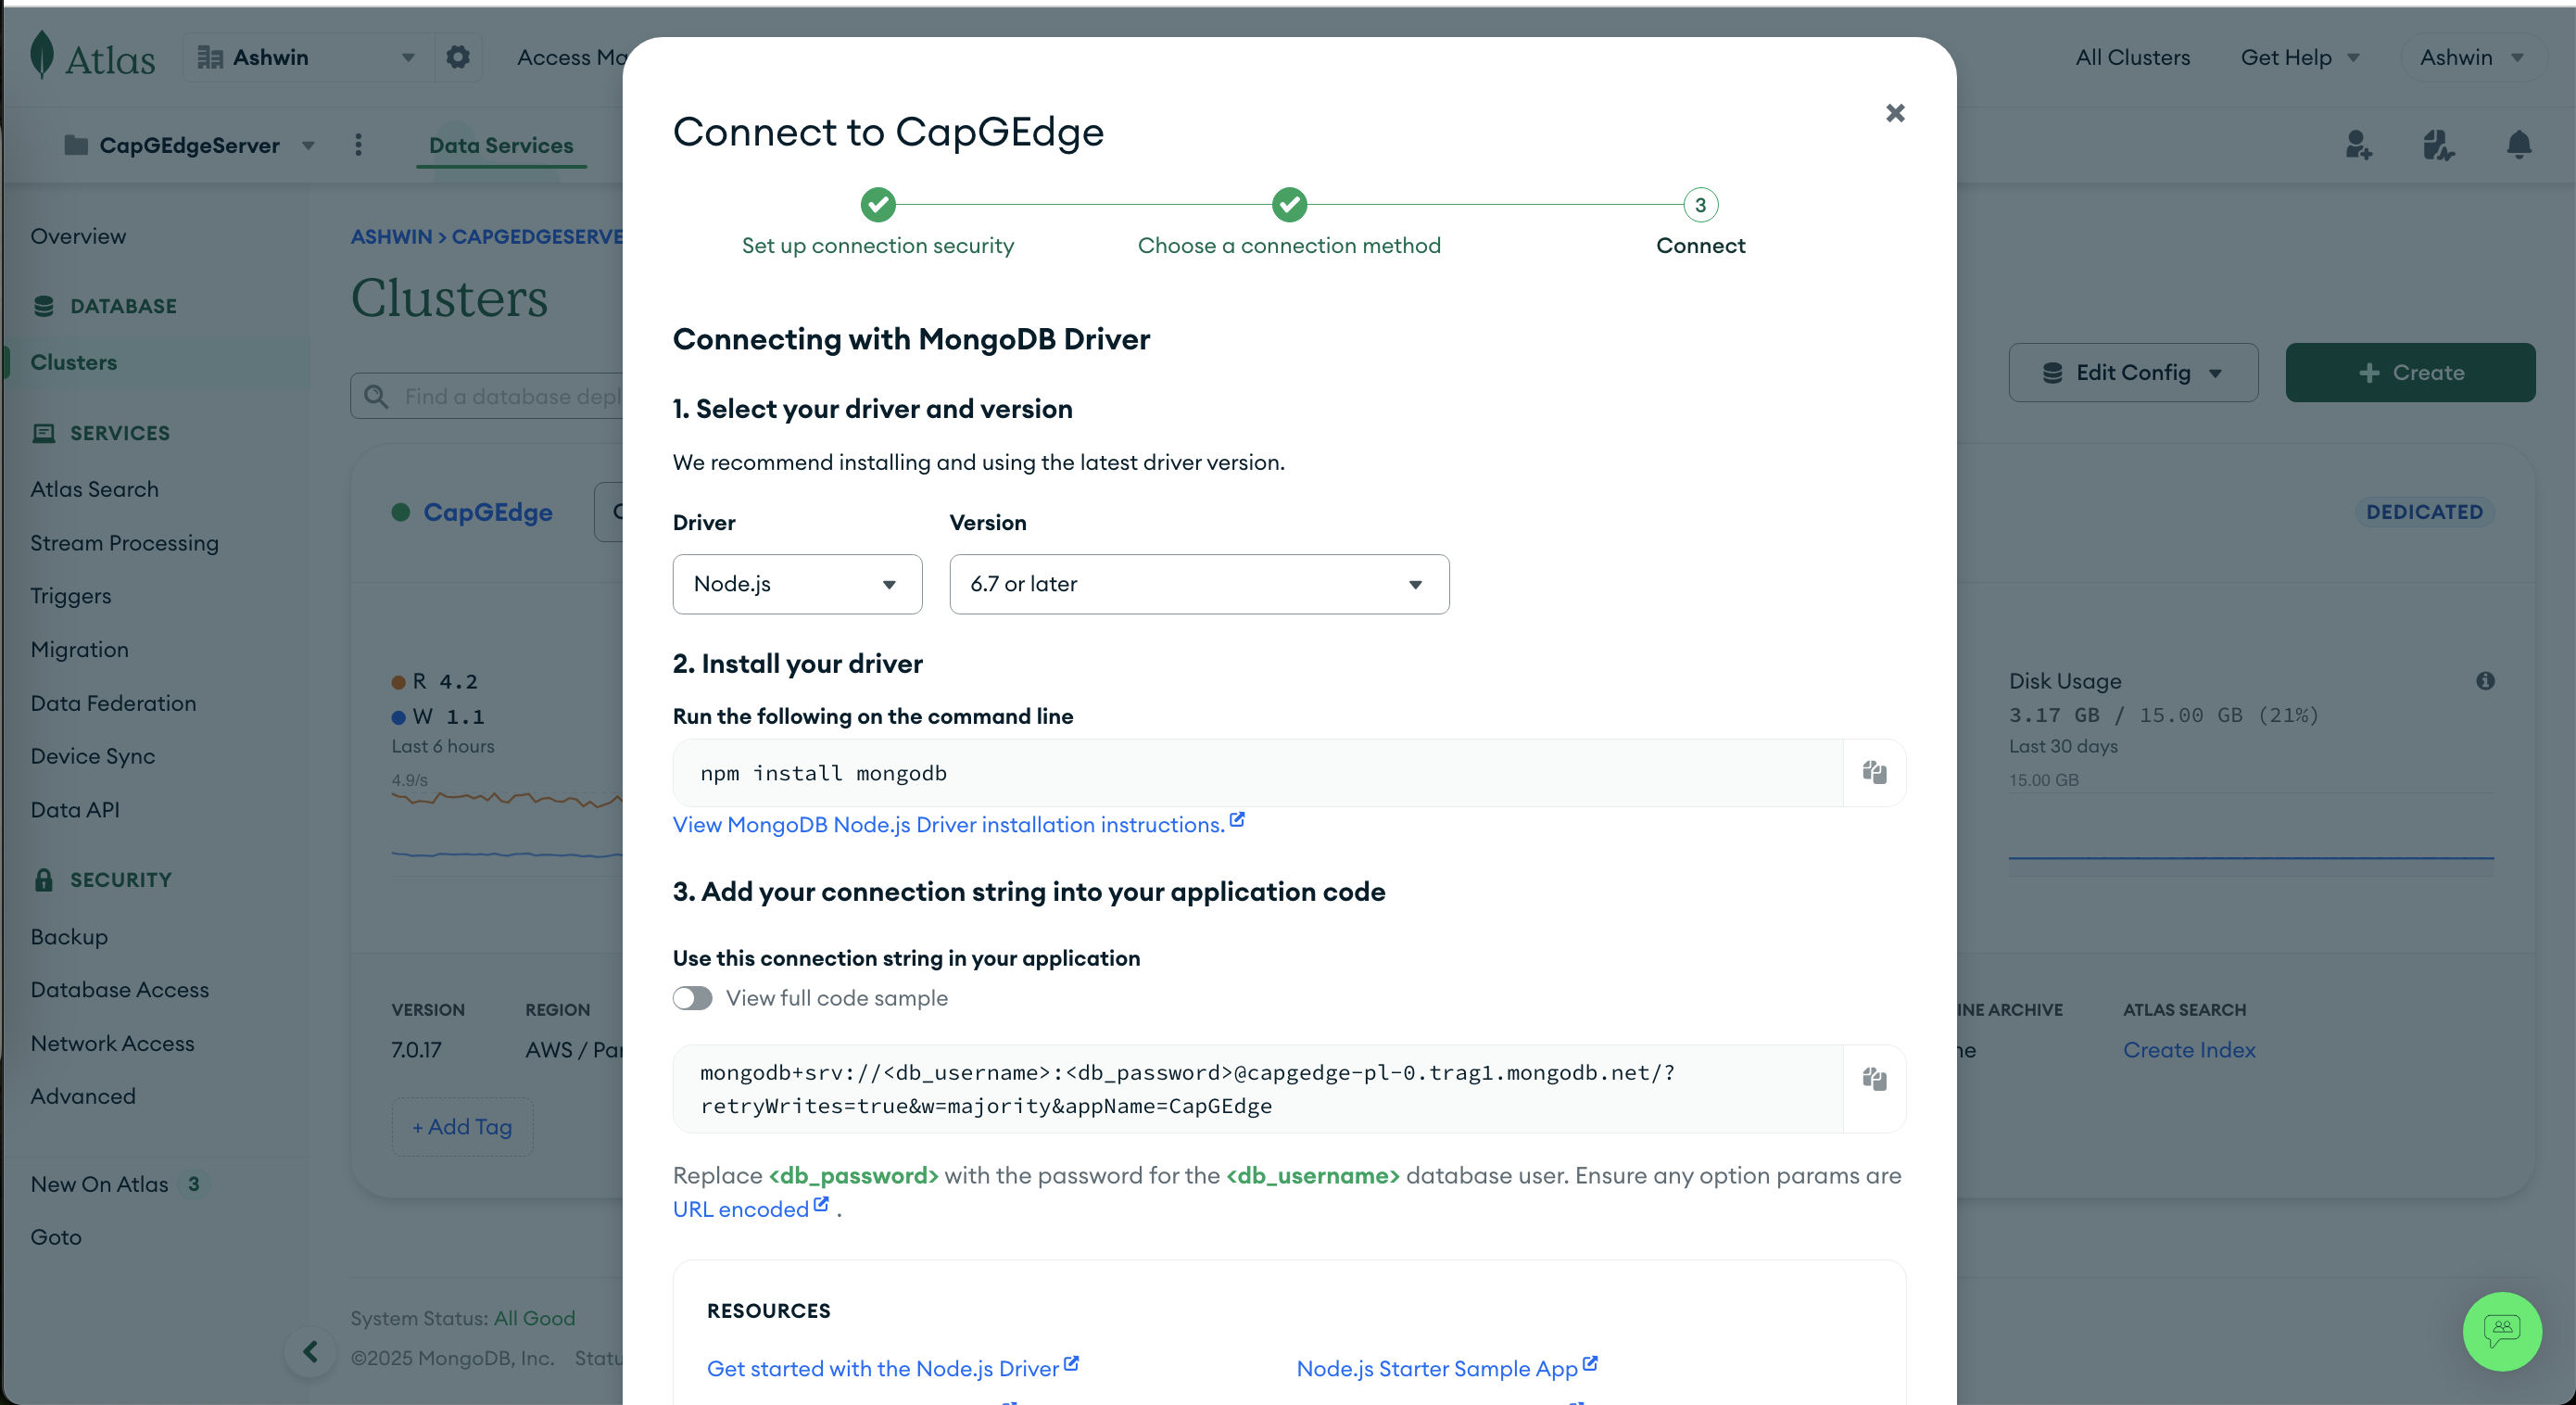 Atlas
Ashwin
Access Ma
All Clusters
Get Help
Ashwin
CapGEdgeServer
Data Services
Overview
DATABASE
Clusters
SERVICES
Atlas Search
Stream Processing
Triggers
Migration
Data Federation
Device Sync
Data API
SECURITY
Backup
Database Access
Network Access
Advanced
New On Atlas 3
Goto
ASHWIN > CAPGEDGESERVE
Clusters
Find a database depl
CapGEdge
R 4.2
W 1.1
Last 6 hours
4.9/s
VERSION
7.0.17
REGION
AWS / Par
+ Add Tag
System Status: All Good
©2025 MongoDB, Inc. Statu
Connect to CapGEdge
Set up connection security
Choose a connection method
3
Connect
Connecting with MongoDB Driver
1. Select your driver and version
We recommend installing and using the latest driver version.
Driver
Version
Node.js
6.7 or later
2. Install your driver
Run the following on the command line
npm install mongodb
View MongoDB Node.js Driver installation instructions.
3. Add your connection string into your application code
Use this connection string in your application
View full code sample
mongodb+srv://<db_username>:<db_password>@capgedge-pl-0.trag1.mongodb.net/?
retryWrites=true&w=majority&appName=CapGEdge
Replace <db_password> with the password for the <db_username> database user. Ensure any option params are
URL encoded .
RESOURCES
Get started with the Node.js Driver
Node.js Starter Sample App
Edit Config
+ Create
DEDICATED
Disk Usage
3.17 GB / 15.00 GB (21%)
Last 30 days
15.00 GB
INE ARCHIVE
ne
ATLAS SEARCH
Create Index